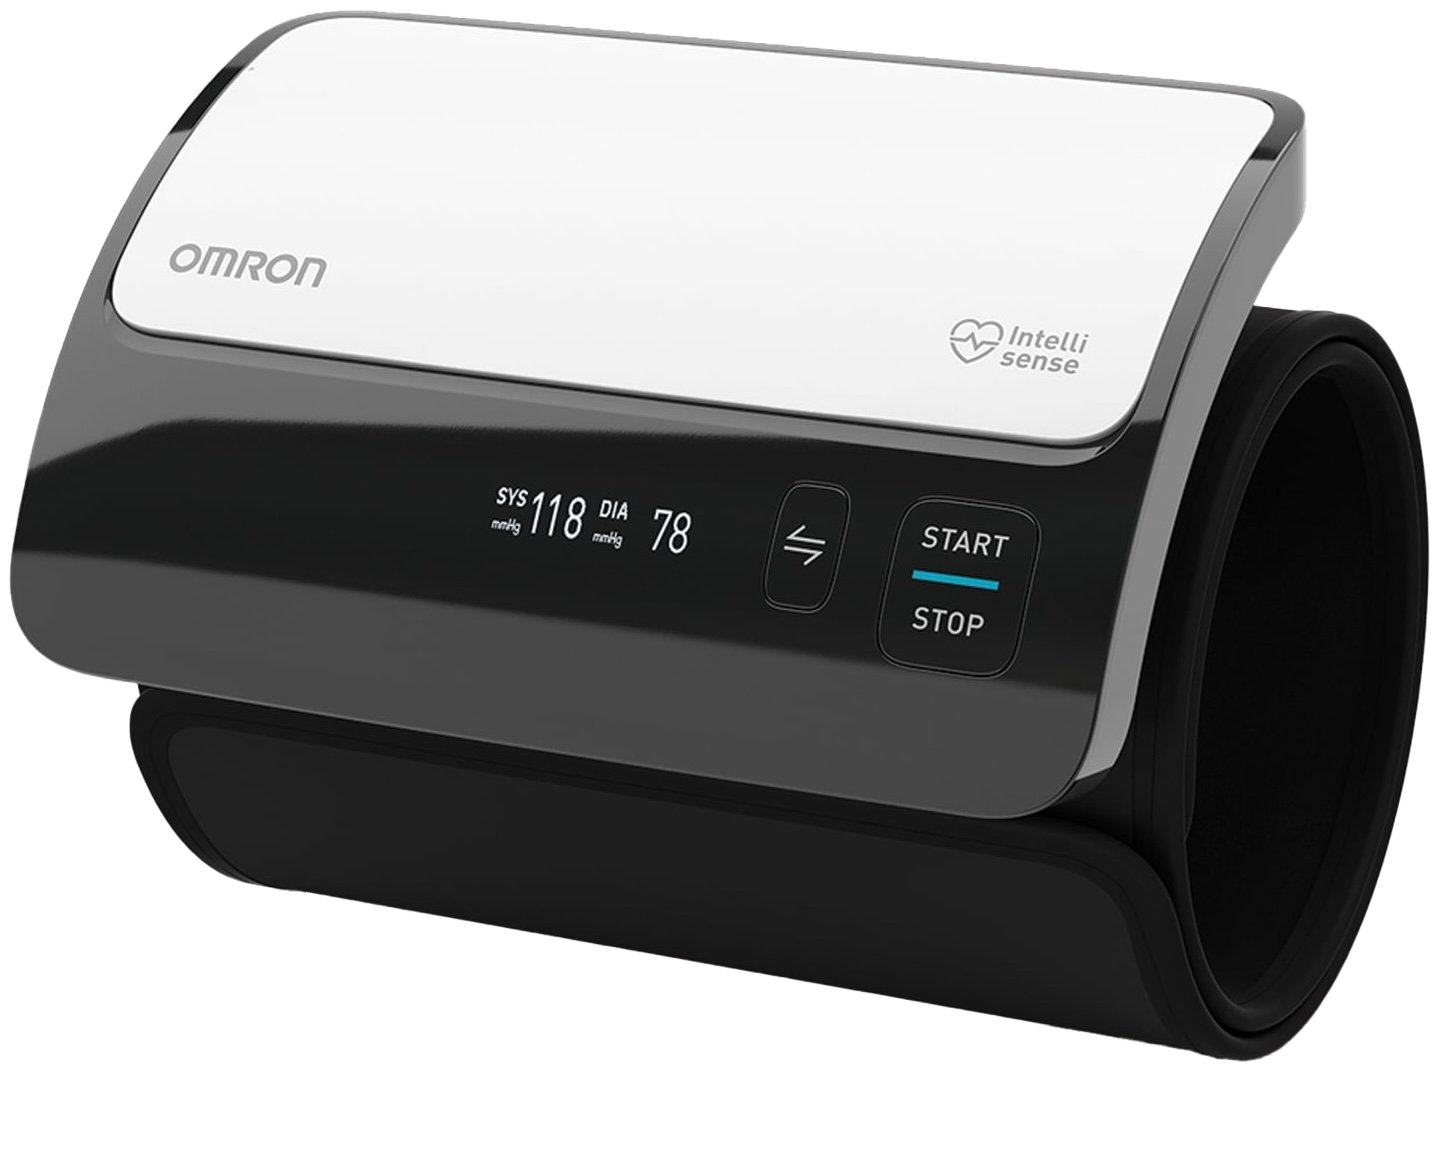 OMRON
Intelli
sense
SYS 118 DIA 78
mmHg mmHg
START
STOP